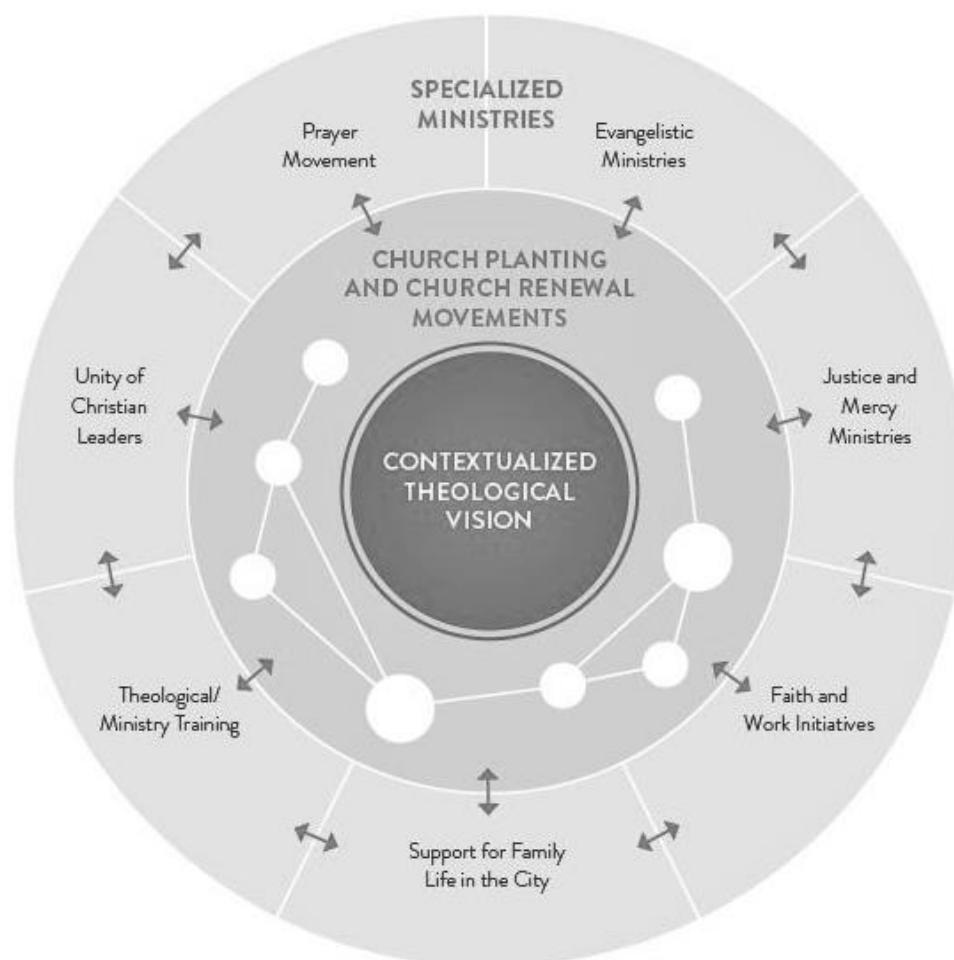 SPECIALIZED
MINISTRIES
Prayer
Movement
Evangelistic
Ministries
CHURCH PLANTING
AND CHURCH RENEWAL
MOVEMENTS
Unity of
Christian
Leaders
Justice and
Mercy
Ministries
CONTEXTUALIZED
THEOLOGICAL
VISION
Theological/
Ministry Training
Faith and
Work Initiatives
Support for Family
Life in the City